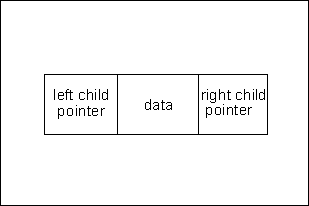 left child
pointer
data
right child
pointer